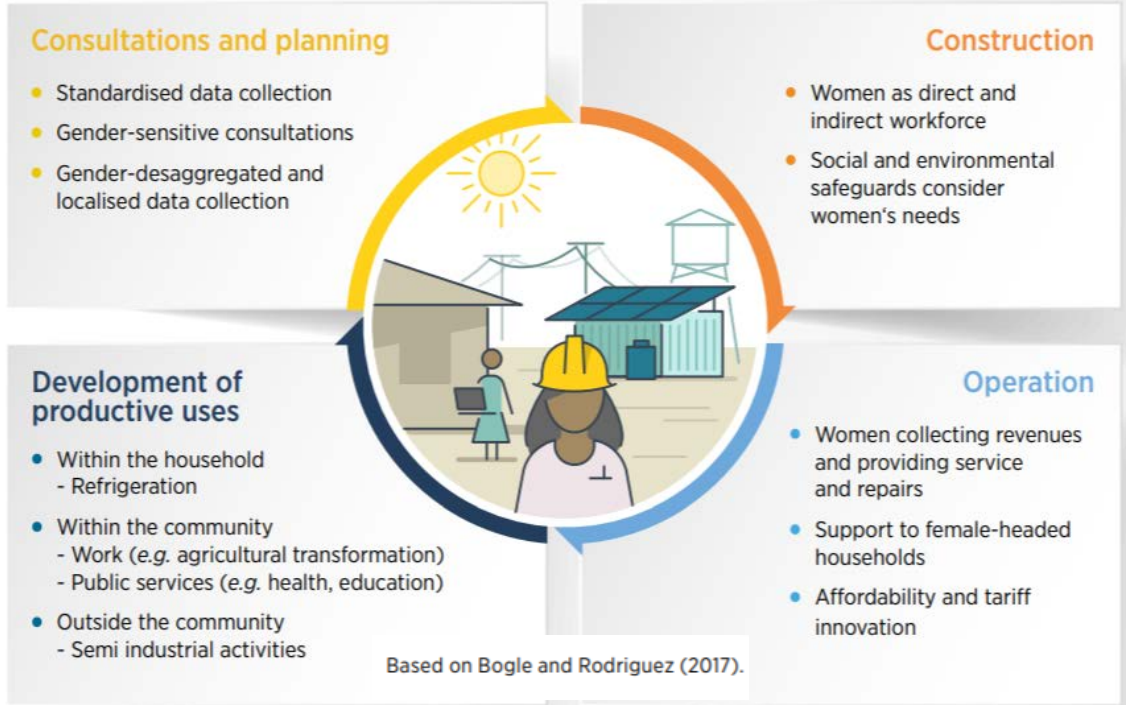 Consultations and planning
• Standardised data collection
• Gender-sensitive consultations
• Gender-desaggregated and
localised data collection
Construction
• Women as direct and
indirect workforce
• Social and environmental
safeguards consider
women's needs
Development of
productive uses
• Within the household
- Refrigeration
• Within the community
- Work (e.g. agricultural transformation)
- Public services (e.g. health, education)
• Outside the community
- Semi industrial activities
Operation
• Women collecting revenues
and providing service
and repairs
• Support to female-headed
households
• Affordability and tariff
innovation
Based on Bogle and Rodriguez (2017).